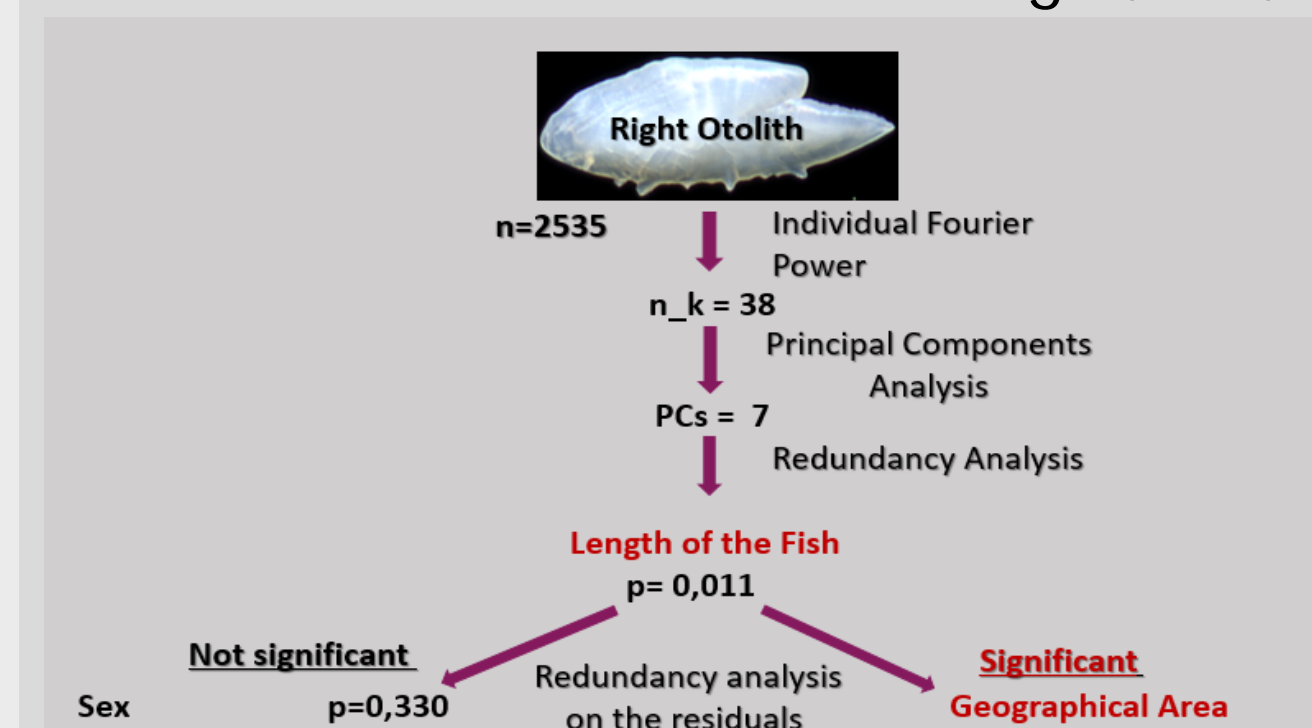 Right Otolith
n=2535
Individual Fourier
Power
n_k = 38
Principal Components
Analysis
PCs = 7
Redundancy Analysis
Length of the Fish
p= 0,011
Not significant
Significant
Redundancy analysis
on the residuals
Sex p=0,330
Geographical Area